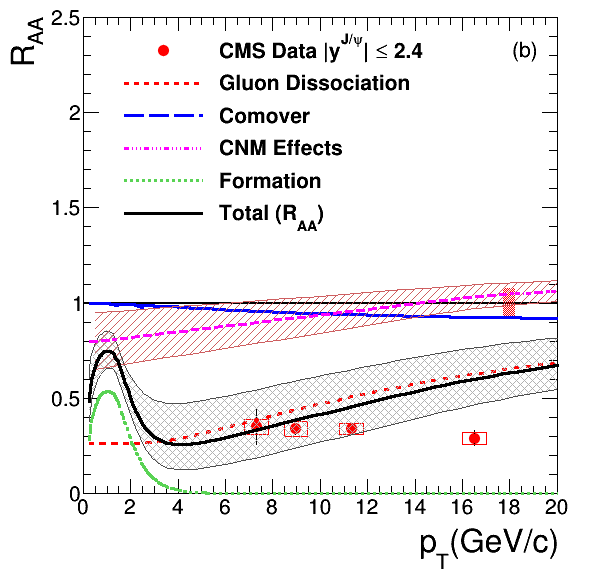 R_AA
2.5
2
1.5
1
0.5
0
CMS Data |y^J/ψ| ≤ 2.4
(b)
Gluon Dissociation
Comover
CNM Effects
Formation
Total (R_AA)
0 2 4 6 8 10 12 14 16 18 20
p_T(GeV/c)